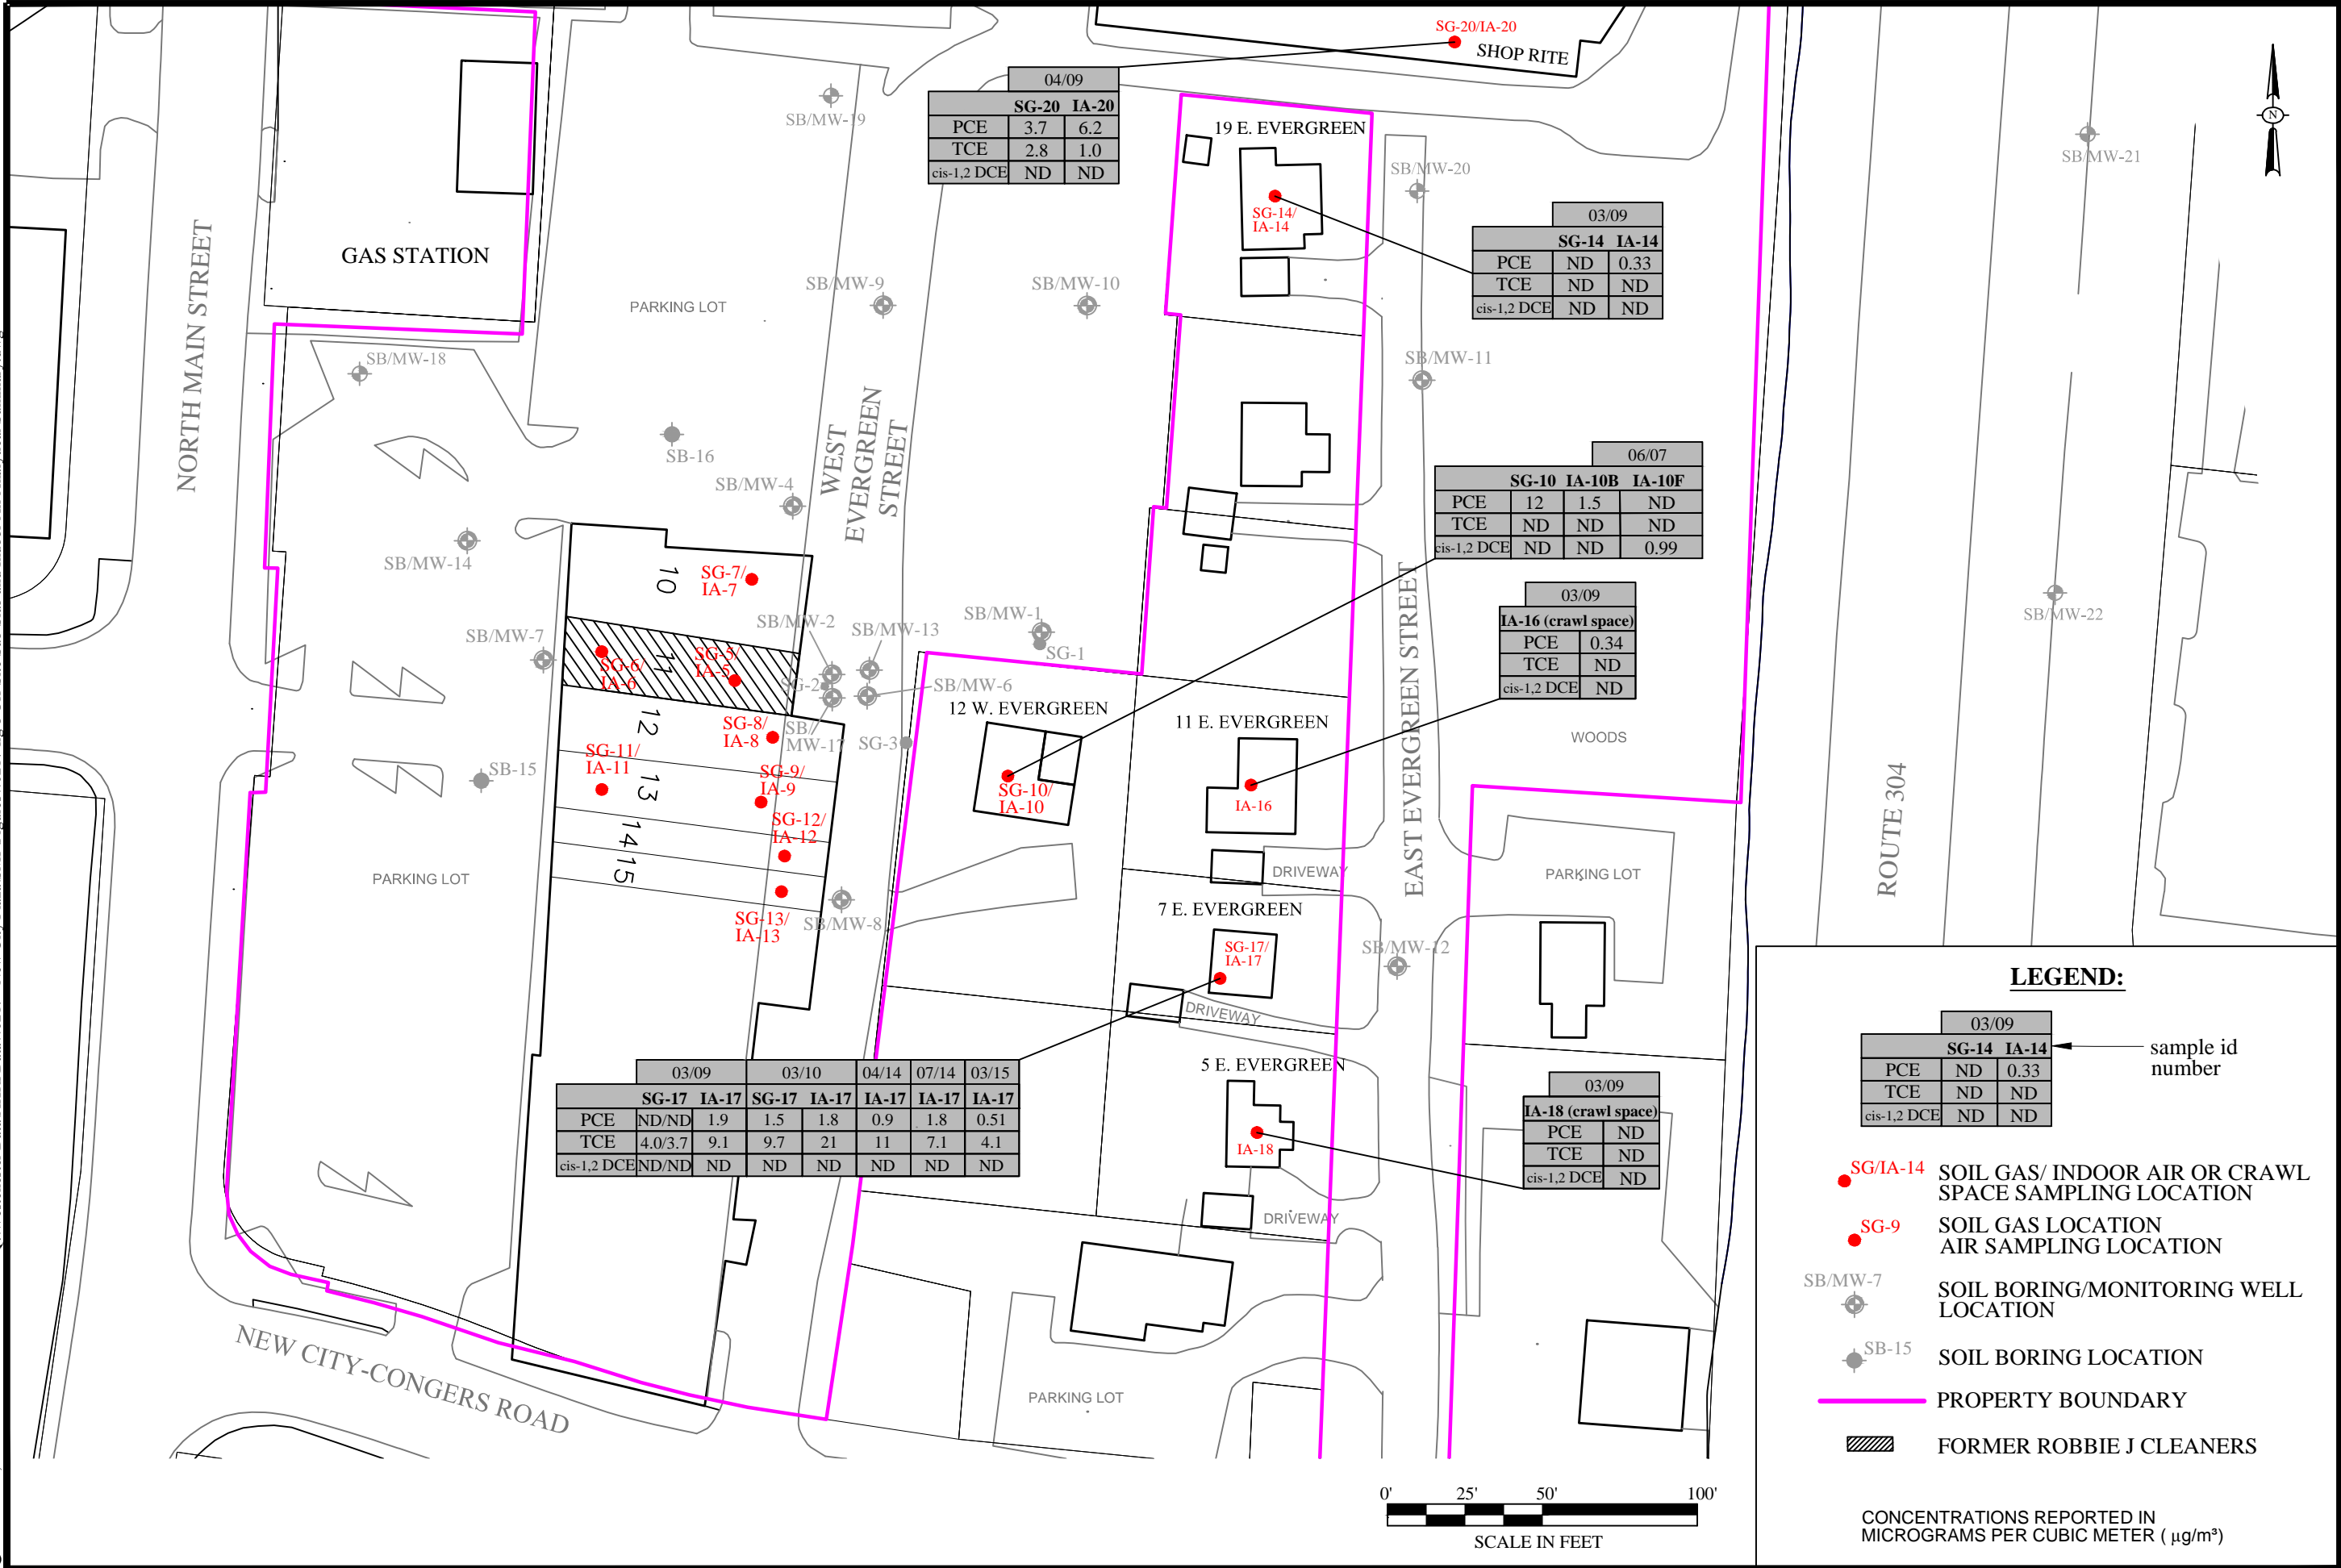 SG-20/IA-20
SHOP RITE
04/09
SG-20 IA-20
PCE 3.7 6.2
TCE 2.8 1.0
cis-1,2 DCE ND ND
SB/MW-19
19 E. EVERGREEN
SG-14/
IA-14
SB/MW-20
SB/MW-21
N
03/09
SG-14 IA-14
PCE ND 0.33
TCE ND ND
cis-1,2 DCE ND ND
GAS STATION
NORTH MAIN STREET
PARKING LOT
SB/MW-9
SB/MW-10
SB/MW-18
SB/MW-11
SB-16
SB/MW-4
WEST
EVERGREEN
STREET
06/07
SG-10 IA-10B IA-10F
PCE 12 1.5 ND
TCE ND ND ND
cis-1,2 DCE ND ND 0.99
SB/MW-14
10
SG-7/
IA-7
03/09
IA-16 (crawl space)
PCE 0.34
TCE ND
cis-1,2 DCE ND
EAST EVERGREEN STREET
SB/MW-22
SB/MW-7
SB/MW-2
SB/MW-13
SB/MW-1
SG-1
11
SG-6/
IA-6
SG-5/
IA-5
SG-2
SB/MW-6
12 W. EVERGREEN
11 E. EVERGREEN
12
SG-8/
IA-8
SB/
MW-17
SG-3
WOODS
SG-11/
IA-11
13
SG-9/
IA-9
SB-15
SG-10/
IA-10
IA-16
SG-12/
IA-12
14
15
ROUTE 304
PARKING LOT
DRIVEWAY
PARKING LOT
SG-13/
IA-13
SB/MW-8
7 E. EVERGREEN
SG-17/
IA-17
SB/MW-12
DRIVEWAY
5 E. EVERGREEN
03/09 03/10 04/14 07/14 03/15
SG-17 IA-17 SG-17 IA-17 IA-17 IA-17 IA-17
PCE ND/ND 1.9 1.5 1.8 0.9 1.8 0.51
TCE 4.0/3.7 9.1 9.7 21 11 7.1 4.1
cis-1,2 DCE ND/ND ND ND ND ND ND ND
IA-18
03/09
IA-18 (crawl space)
PCE ND
TCE ND
cis-1,2 DCE ND
DRIVEWAY
NEW CITY-CONGERS ROAD
PARKING LOT
0' 25' 50' 100'
SCALE IN FEET
LEGEND:
03/09
SG-14 IA-14
PCE ND 0.33
TCE ND ND
cis-1,2 DCE ND ND
sample id
number
SG/IA-14
SOIL GAS/ INDOOR AIR OR CRAWL
SPACE SAMPLING LOCATION
SG-9
SOIL GAS LOCATION
AIR SAMPLING LOCATION
SB/MW-7
SOIL BORING/MONITORING WELL
LOCATION
SB-15
SOIL BORING LOCATION
PROPERTY BOUNDARY
FORMER ROBBIE J CLEANERS
CONCENTRATIONS REPORTED IN
MICROGRAMS PER CUBIC METER ( µg/m³)